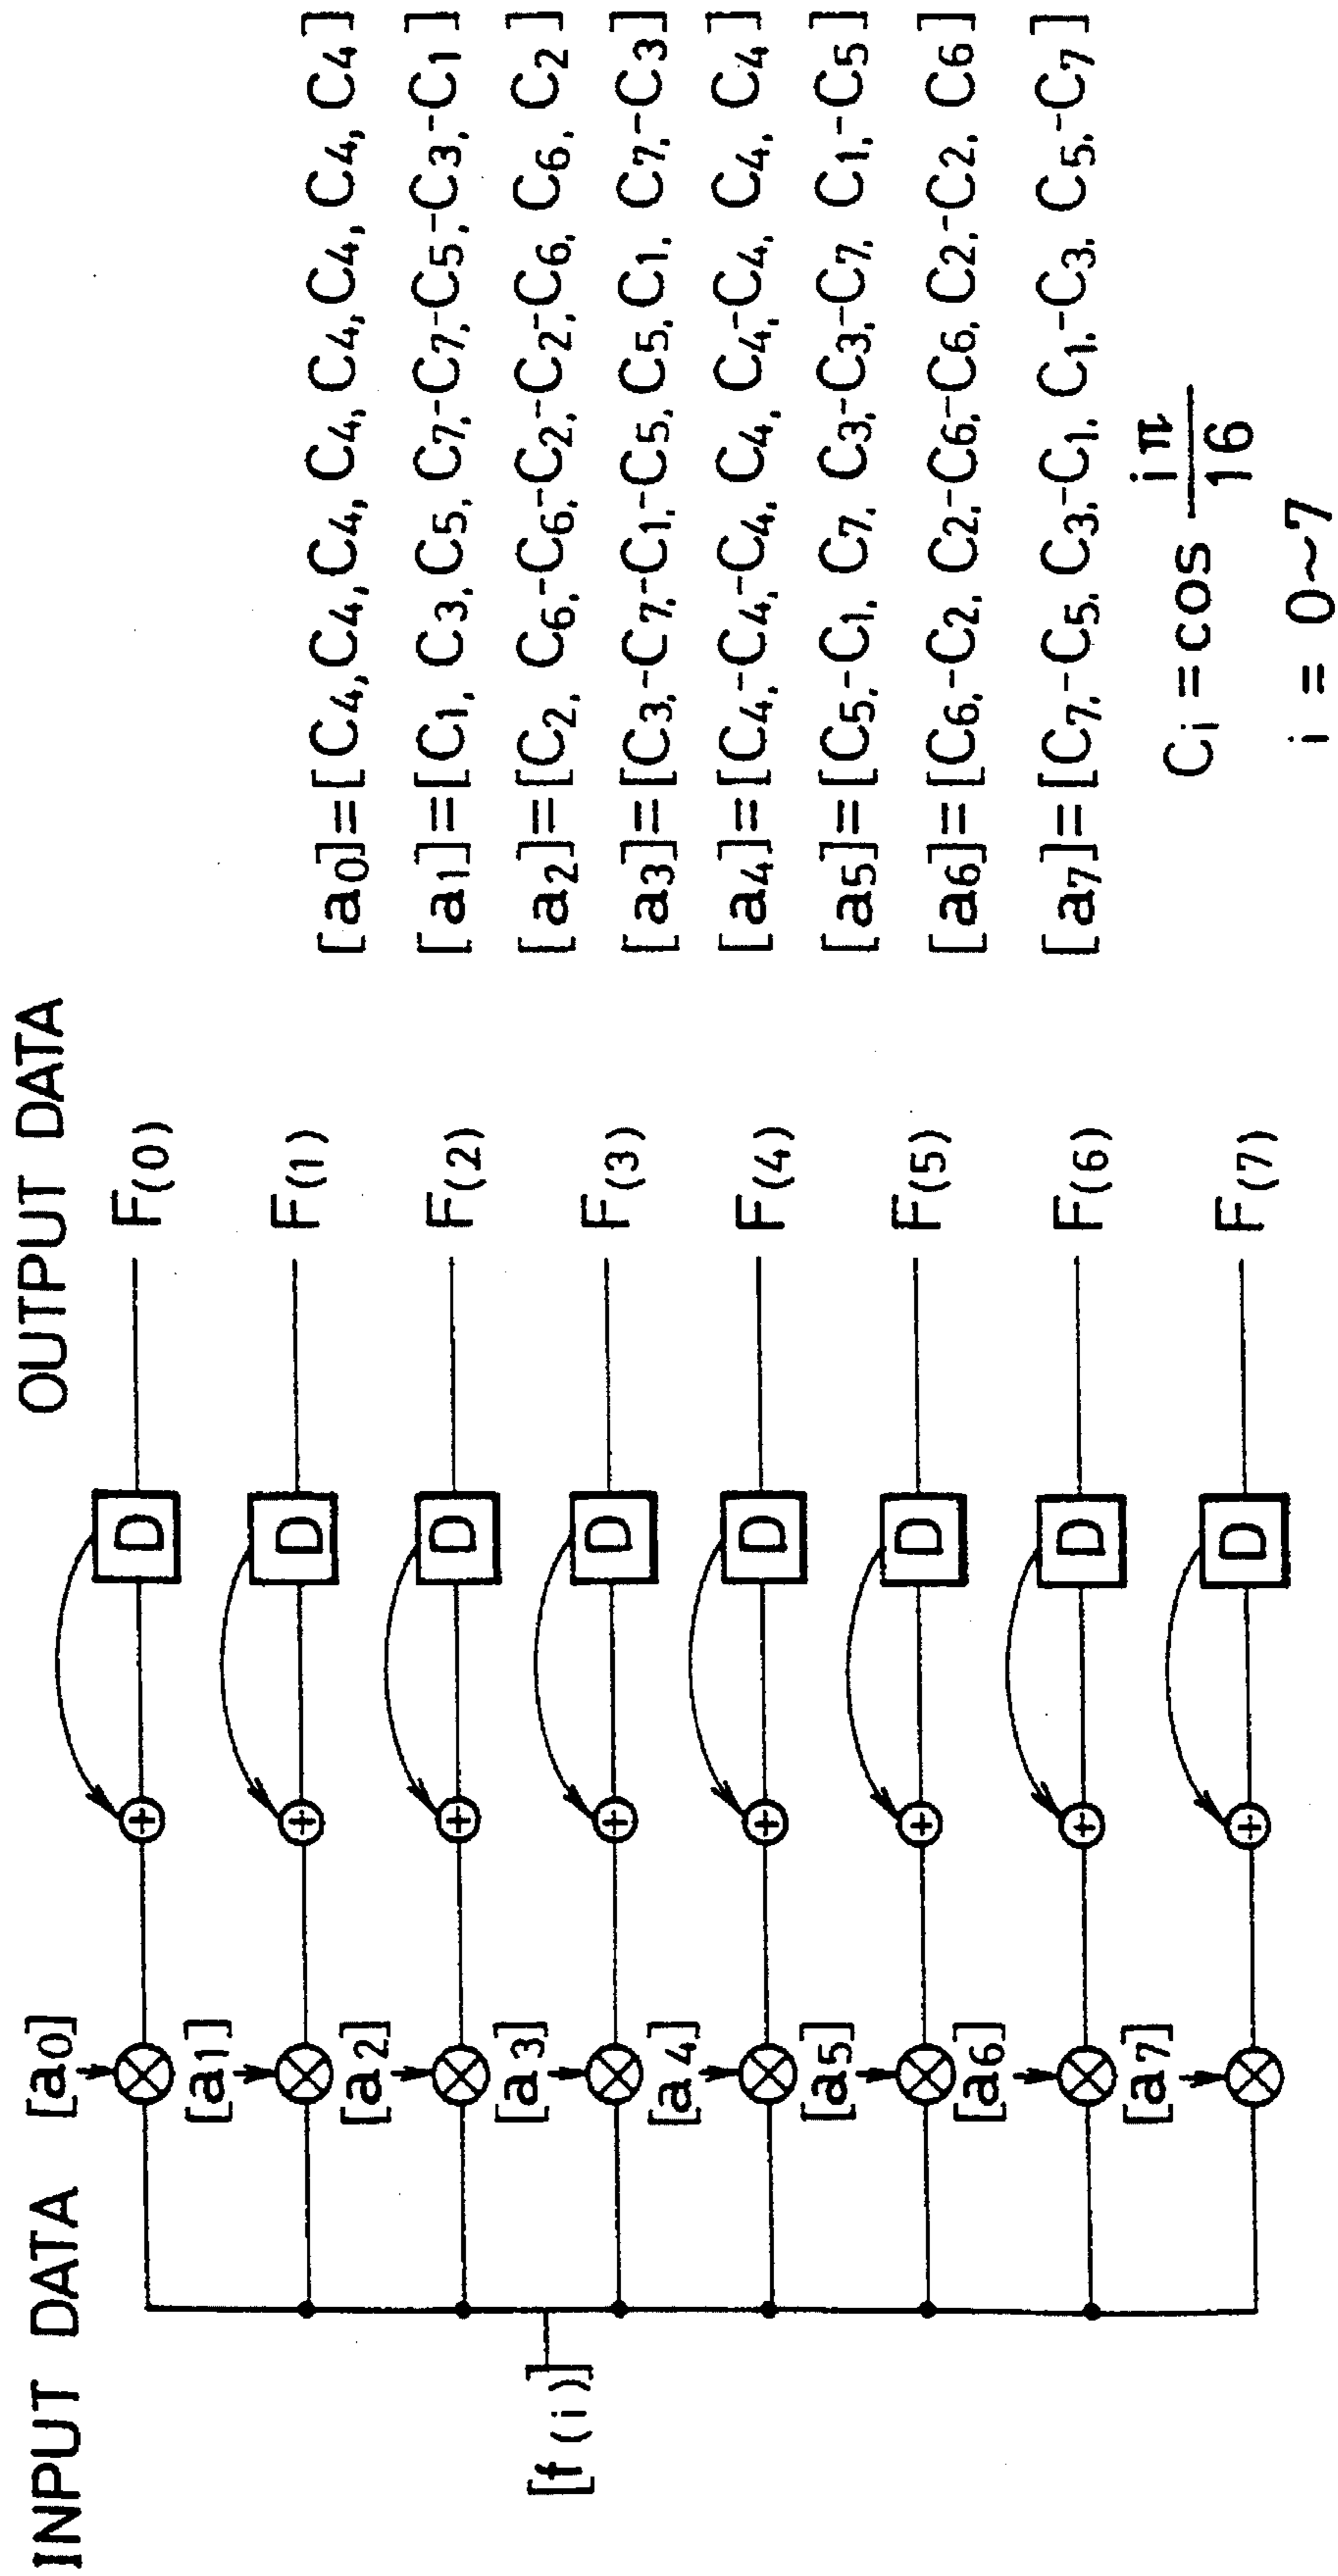 INPUT DATA
OUTPUT DATA
[f(i)]
[a0]
[a1]
[a2]
[a3]
[a4]
[a5]
[a6]
[a7]
D F(0)
D F(1)
D F(2)
D F(3)
D F(4)
D F(5)
D F(6)
D F(7)
[a0]=[C4, C4, C4, C4, C4, C4, C4, C4]
[a1]=[C1, C3, C5, C7,-C7,-C5,-C3,-C1]
[a2]=[C2, C6,-C6,-C2,-C2,-C6, C6, C2]
[a3]=[C3,-C7,-C1,-C5, C5, C1, C7,-C3]
[a4]=[C4,-C4,-C4, C4, C4,-C4, C4, C4]
[a5]=[C5,-C1, C7, C3,-C3,-C7, C1,-C5]
[a6]=[C6,-C2, C2,-C6,-C6, C2,-C2, C6]
[a7]=[C7,-C5, C3,-C1, C1,-C3, C5,-C7]
Ci=cos iπ/16
i = 0~7